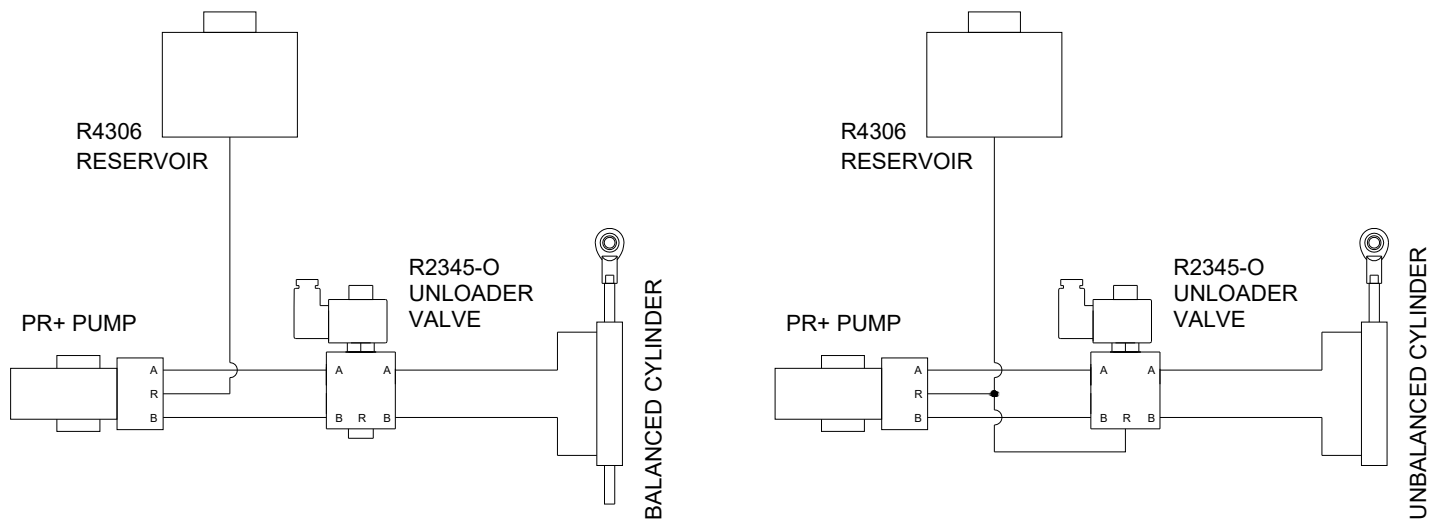 R4306
RESERVOIR
R2345-O
UNLOADER
VALVE
PR+ PUMP
A
R
B
A A
B R B
BALANCED CYLINDER
R4306
RESERVOIR
R2345-O
UNLOADER
VALVE
PR+ PUMP
A
R
B
A A
B R B
UNBALANCED CYLINDER